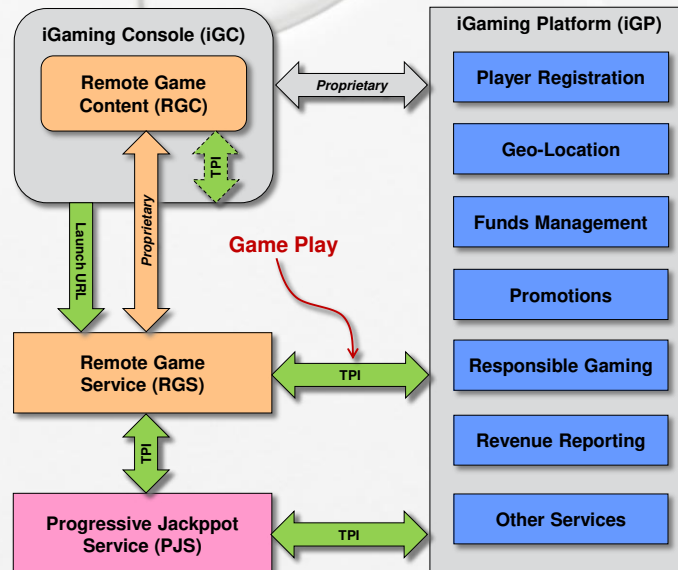 iGaming Console (iGC)
Remote Game
Content (RGC)
TPI
Proprietary
Launch URL
Proprietary
Game Play
Remote Game
Service (RGS)
TPI
TPI
Progressive Jackppot
Service (PJS)
TPI
iGaming Platform (iGP)
Player Registration
Geo-Location
Funds Management
Promotions
Responsible Gaming
Revenue Reporting
Other Services